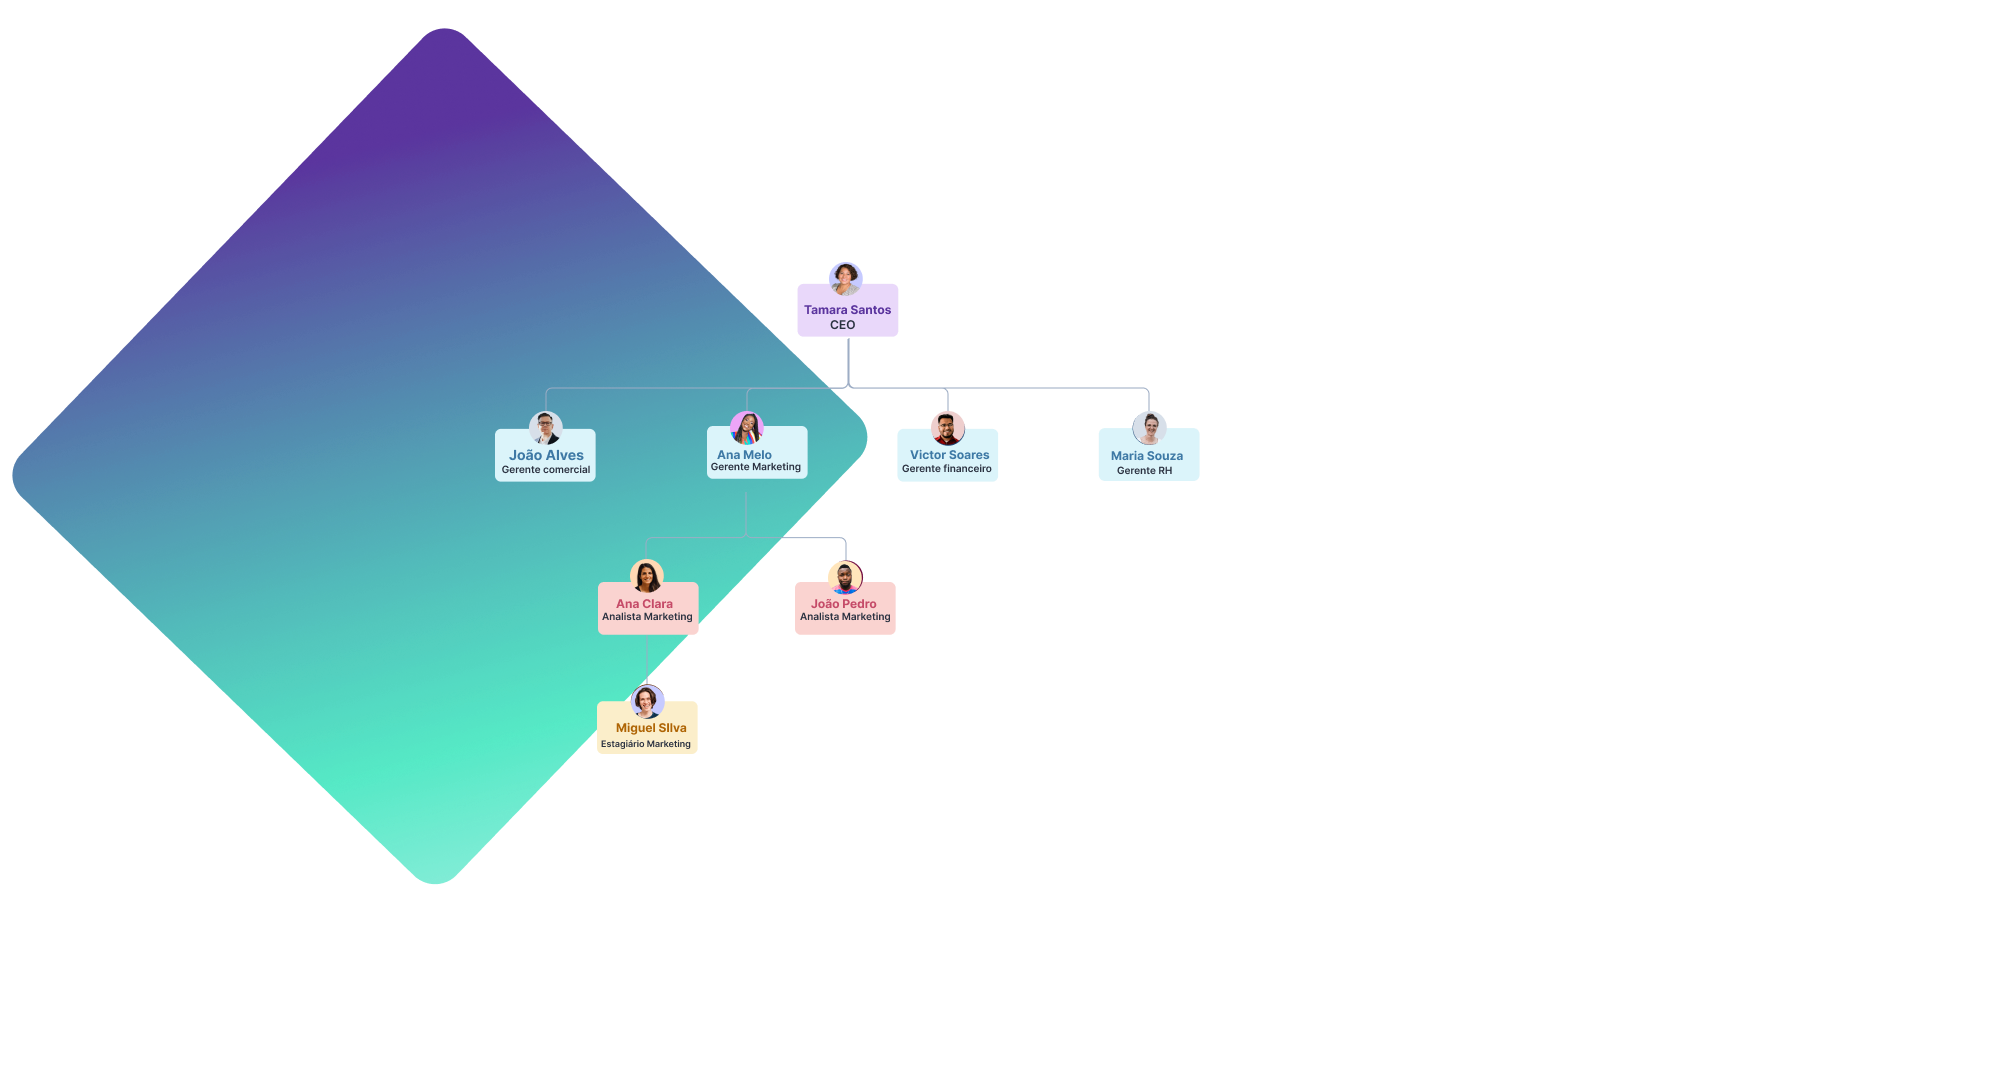 Tamara Santos
CEO
João Alves
Gerente comercial
Ana Melo
Gerente Marketing
Victor Soares
Gerente financeiro
Maria Souza
Gerente RH
Ana Clara
Analista Marketing
João Pedro
Analista Marketing
Miguel SIlva
Estagiário Marketing